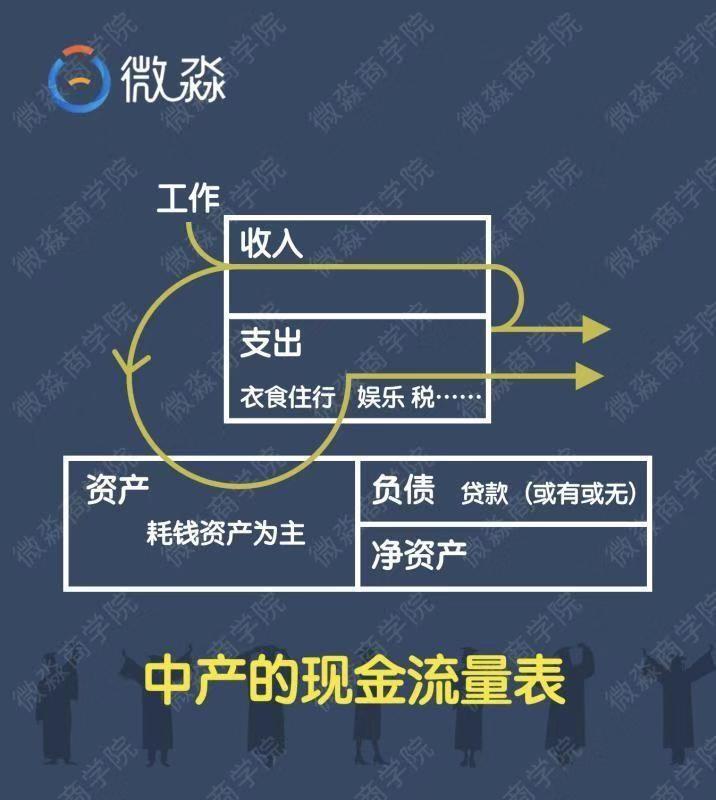 微淼
工作
收入
支出
衣食住行 娱乐 税……
资产
耗钱资产为主
负债 贷款（或有或无）
净资产
中产的现金流量表
微淼商学院